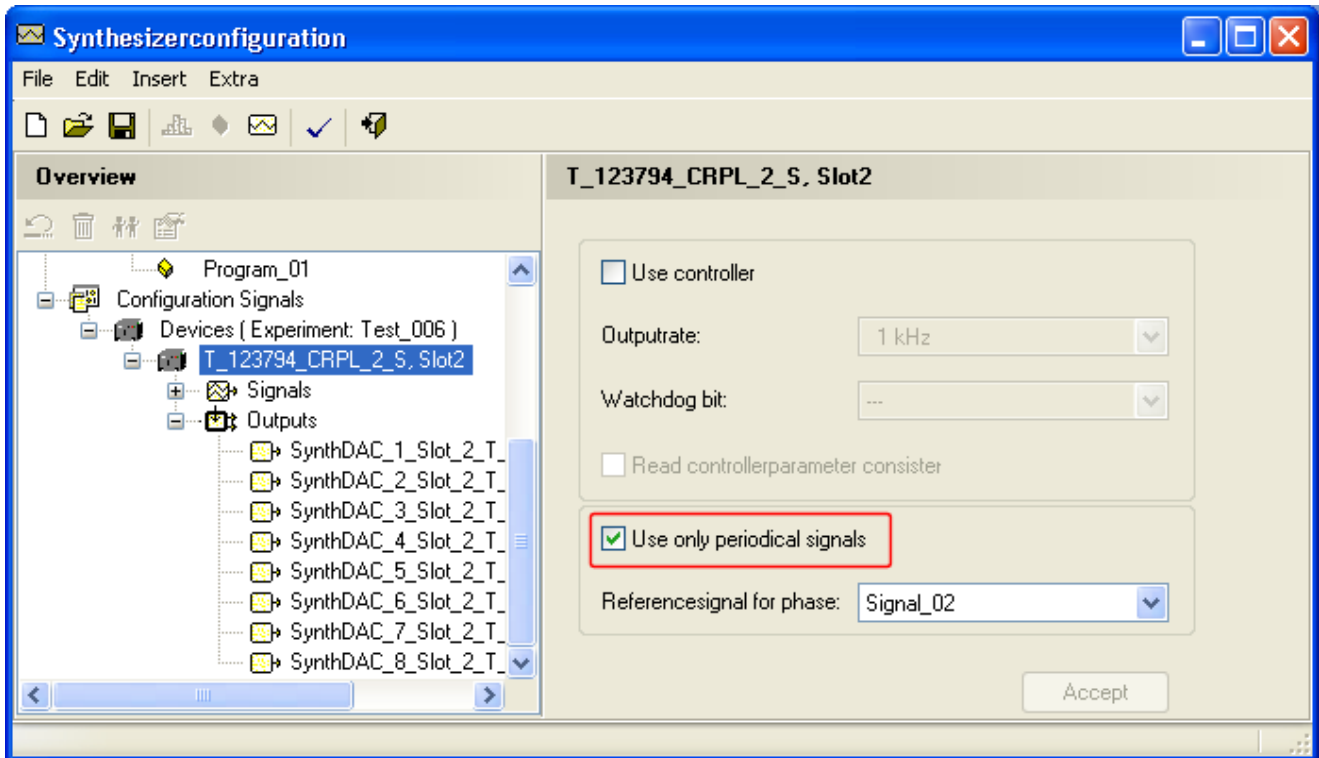 Synthesizerconfiguration
File Edit Insert Extra
Overview
Program_01
Configuration Signals
Devices ( Experiment: Test_006 )
T_123794_CRPL_2_S, Slot2
Signals
Outputs
SynthDAC_1_Slot_2_T_
SynthDAC_2_Slot_2_T_
SynthDAC_3_Slot_2_T_
SynthDAC_4_Slot_2_T_
SynthDAC_5_Slot_2_T_
SynthDAC_6_Slot_2_T_
SynthDAC_7_Slot_2_T_
SynthDAC_8_Slot_2_T_
T_123794_CRPL_2_S, Slot2
Use controller
Outputrate: 1 kHz
Watchdog bit: ---
Read controllerparameter consister
Use only periodical signals
Referencesignal for phase: Signal_02
Accept